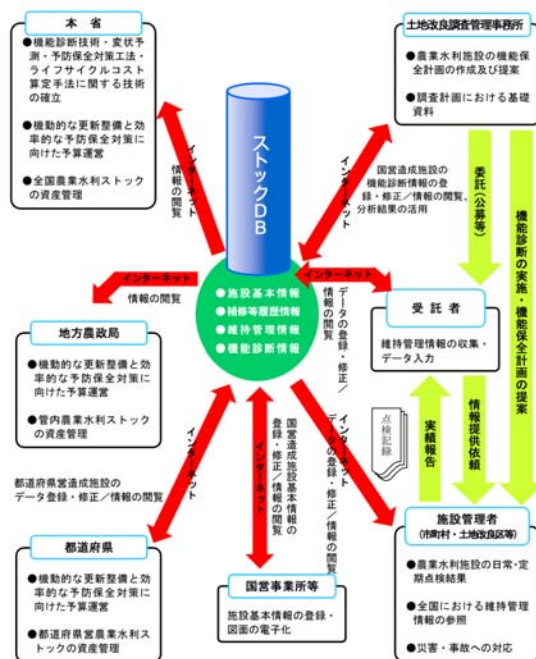 本 省
●機能診断技術・変状予
測・予防保全対策工法・
ライフサイクルコスト
算定手法に関する技術
の確立
●機動的な更新整備と効
率的な予防保全対策に
向けた予算運営
●全国農業水利ストック
の資産管理
土地改良調査管理事務所
●農業水利施設の機能保
全計画の作成及び提案
●調査計画における基礎
資料
ストックDB
●施設基本情報
●補修等履歴情報
●維持管理情報
●機能診断情報
インターネット
情報の閲覧
インターネット
国営造成施設の
機能診断情報の登
録・修正/情報の閲覧、
分析結果の活用
委託(公募等)
機能診断の実施・機能保全計画の提案
インターネット
情報の閲覧
インターネット
データの登録・修正/
情報の閲覧
受 託 者
維持管理情報の収集・
データ入力
地方農政局
●機動的な更新整備と効
率的な予防保全対策に
向けた予算運営
●管内農業水利ストック
の資産管理
点検記録
実績報告
情報提供依頼
インターネット
都道府県営造成施設の
データ登録・修正/情報の閲覧
インターネット
国営造成施設基本情報の
登録・修正/情報の閲覧
インターネット
データの登録・修正/情報の閲覧
都道府県
●機動的な更新整備と効
率的な予防保全対策に
向けた予算運営
●都道府県営農業水利ス
トックの資産管理
国営事業所等
施設基本情報の登録・
図面の電子化
施設管理者
(市町村・土地改良区等)
●農業水利施設の日常・定
期点検結果
●全国における維持管理
情報の参照
●災害・事故への対応